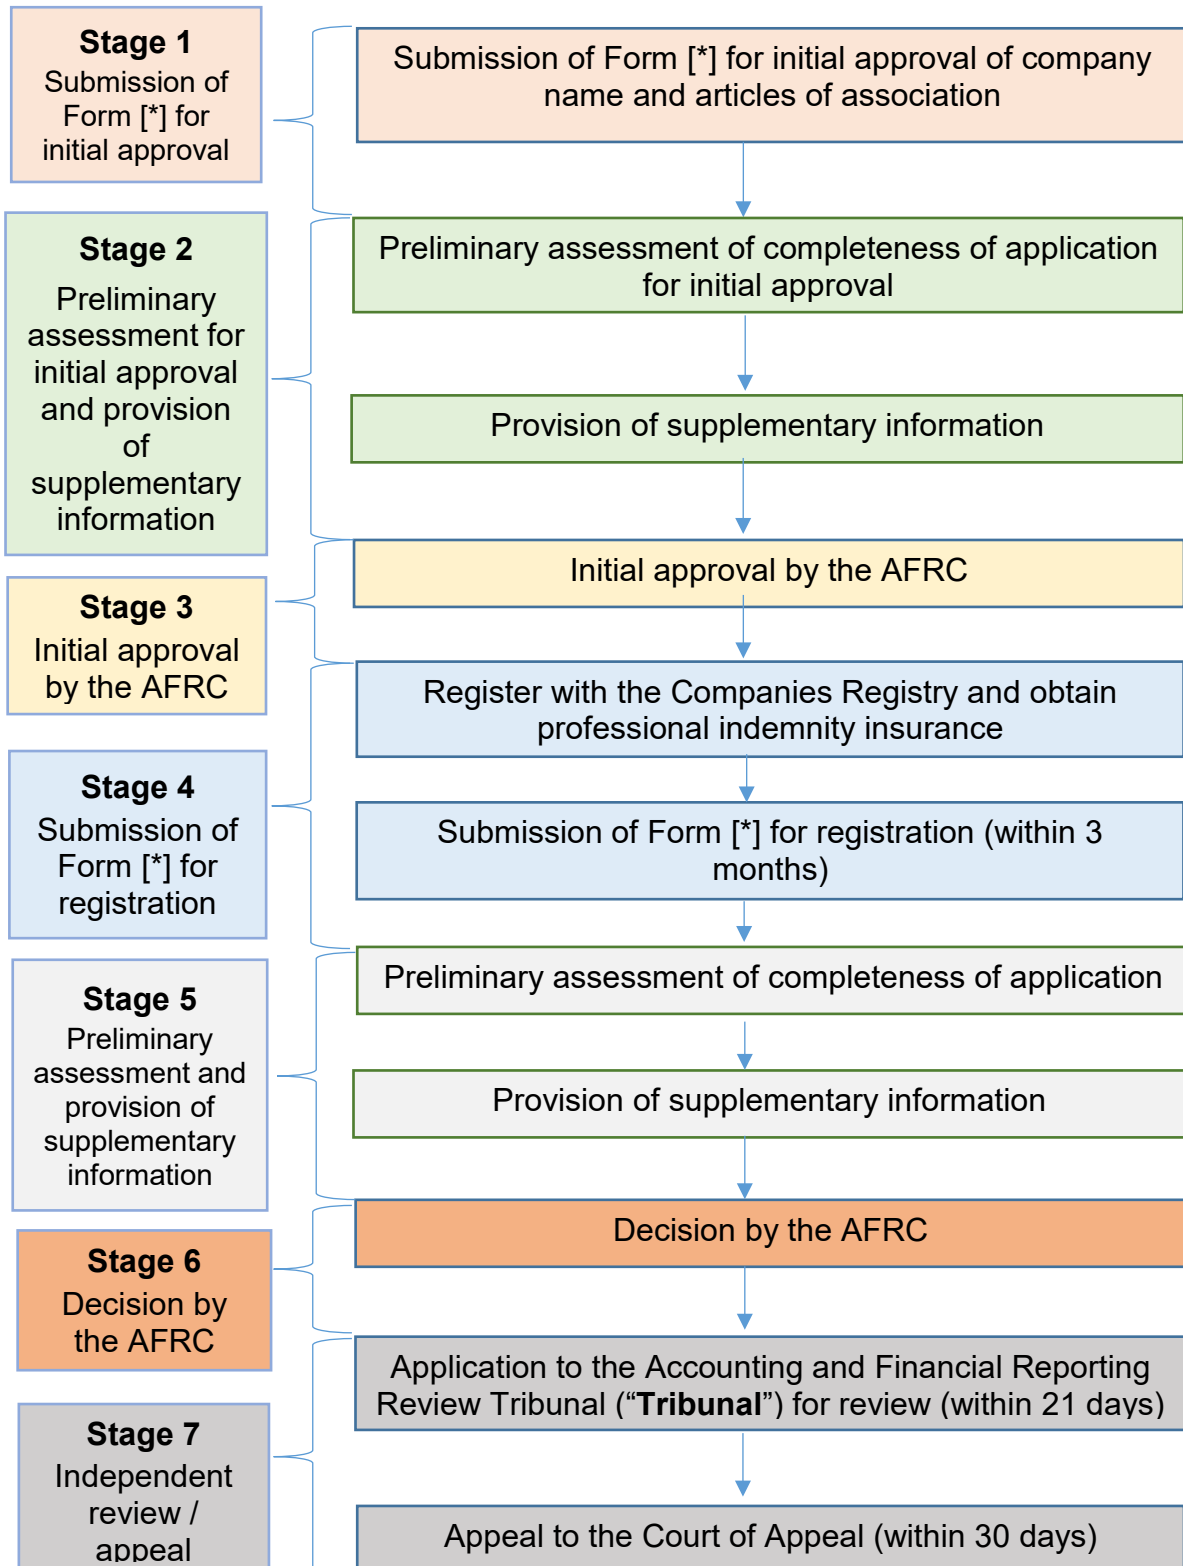 Stage 1
Submission of
Form [*] for
initial approval
Submission of Form [*] for initial approval of company
name and articles of association
Stage 2
Preliminary
assessment for
initial approval
and provision
of
supplementary
information
Preliminary assessment of completeness of application
for initial approval
Provision of supplementary information
Stage 3
Initial approval
by the AFRC
Initial approval by the AFRC
Stage 4
Submission of
Form [*] for
registration
Register with the Companies Registry and obtain
professional indemnity insurance
Submission of Form [*] for registration (within 3
months)
Stage 5
Preliminary
assessment and
provision of
supplementary
information
Preliminary assessment of completeness of application
Provision of supplementary information
Stage 6
Decision by
the AFRC
Decision by the AFRC
Stage 7
Independent
review /
appeal
Application to the Accounting and Financial Reporting
Review Tribunal (“Tribunal”) for review (within 21 days)
Appeal to the Court of Appeal (within 30 days)